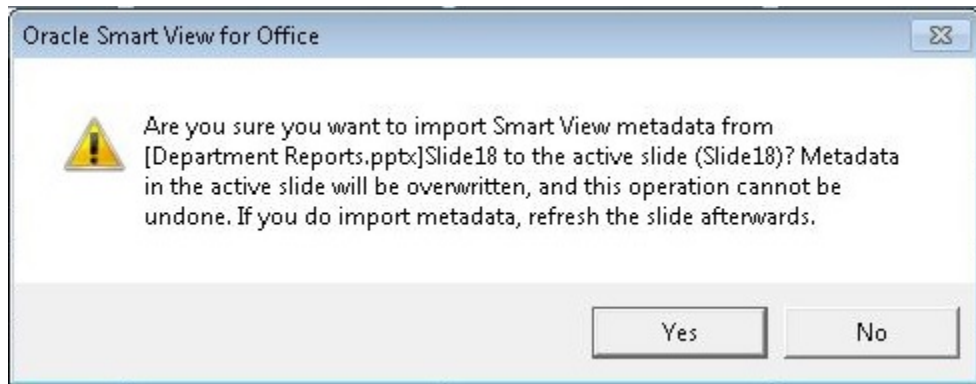 Oracle Smart View for Office
Are you sure you want to import Smart View metadata from
[Department Reports.pptx]Slide18 to the active slide (Slide18)? Metadata
in the active slide will be overwritten, and this operation cannot be
undone. If you do import metadata, refresh the slide afterwards.
Yes
No